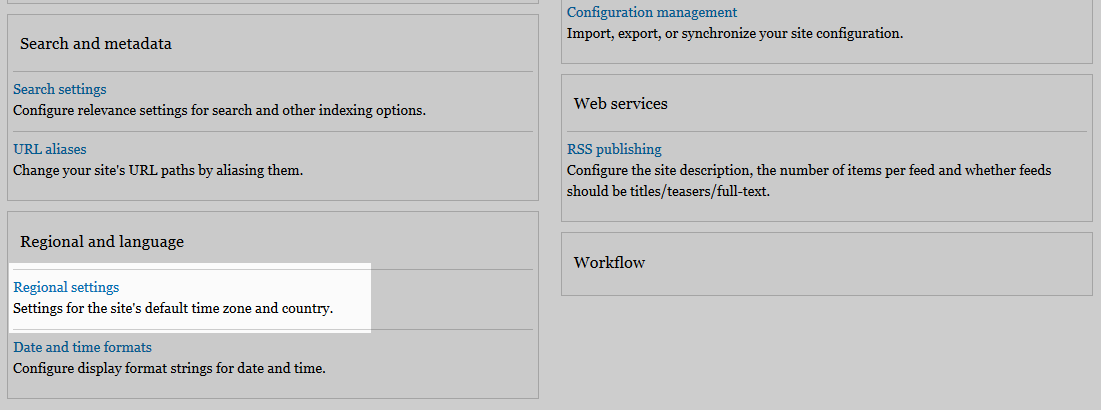 Search and metadata
Search settings
Configure relevance settings for search and other indexing options.
URL aliases
Change your site's URL paths by aliasing them.
Regional and language
Regional settings
Settings for the site's default time zone and country.
Date and time formats
Configure display format strings for date and time.
Configuration management
Import, export, or synchronize your site configuration.
Web services
RSS publishing
Configure the site description, the number of items per feed and whether feeds
should be titles/teasers/full-text.
Workflow